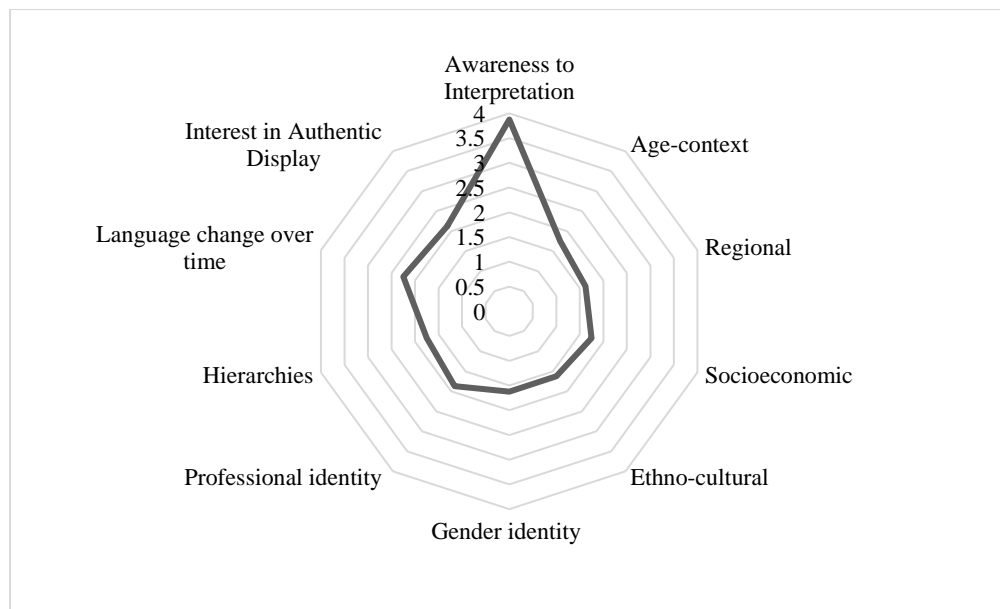 Awareness to
Interpretation
4
3.5
3
2.5
2
1.5
1
0.5
0
Age-context
Regional
Socioeconomic
Ethno-cultural
Gender identity
Professional identity
Hierarchies
Language change over
time
Interest in Authentic
Display